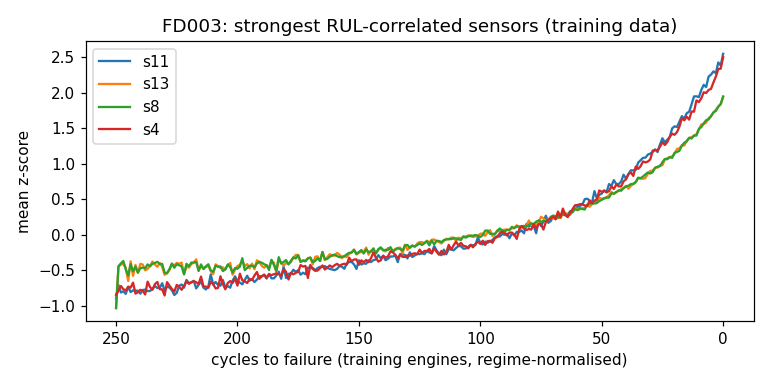 FD003: strongest RUL-correlated sensors (training data)
s11
s13
s8
s4
mean z-score
2.5
2.0
1.5
1.0
0.5
0.0
−0.5
−1.0
250 200 150 100 50 0
cycles to failure (training engines, regime-normalised)